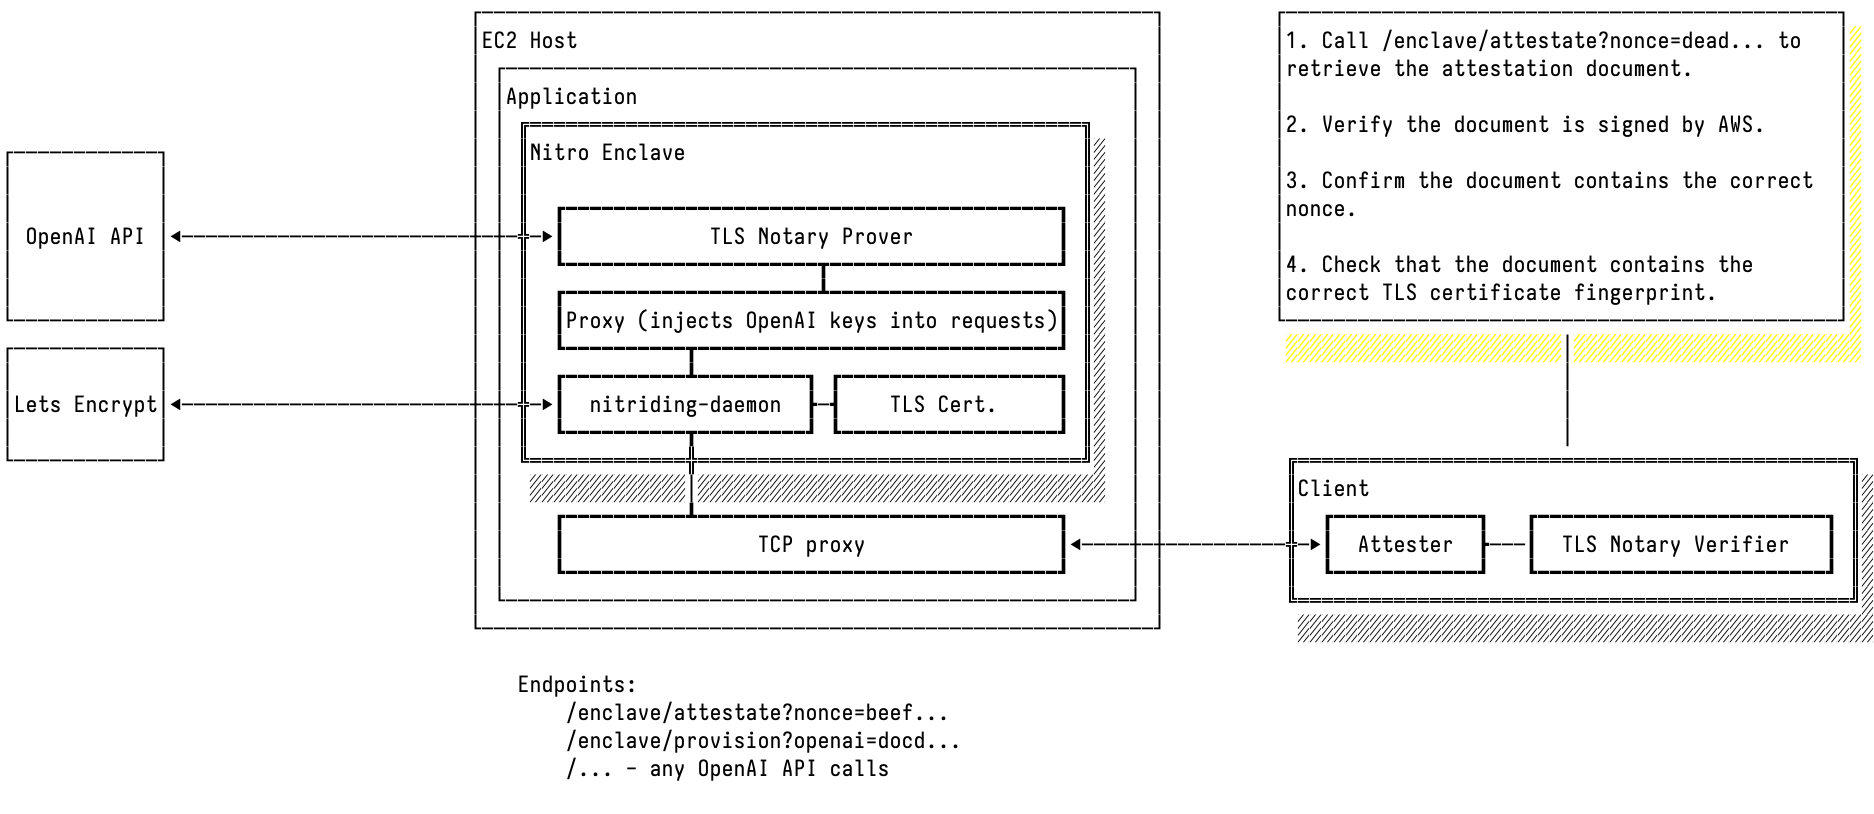 EC2 Host
Application
Nitro Enclave
OpenAI API
TLS Notary Prover
Proxy (injects OpenAI keys into requests)
Lets Encrypt
nitriding-daemon
TLS Cert.
TCP proxy
1. Call /enclave/attestate?nonce=dead... to
retrieve the attestation document.
2. Verify the document is signed by AWS.
3. Confirm the document contains the correct
nonce.
4. Check that the document contains the
correct TLS certificate fingerprint.
Client
Attester
TLS Notary Verifier
Endpoints:
/enclave/attestate?nonce=beef...
/enclave/provision?openai=docd...
/... - any OpenAI API calls